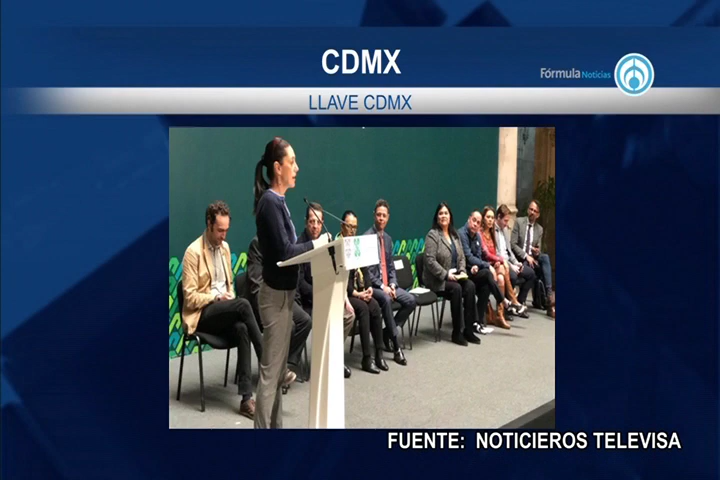 CDMX
Fórmula Noticias
LLAVE CDMX
FUENTE: NOTICIEROS TELEVISA